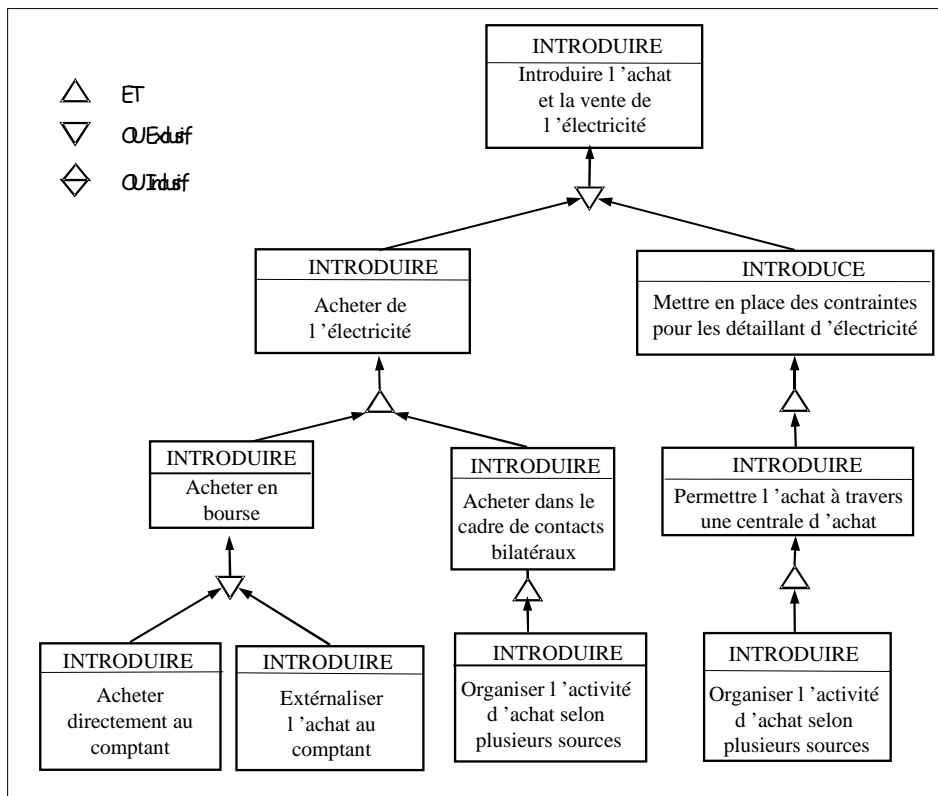 INTRODUIRE
Introduire l ’achat
et la vente de
l ’électricité
ET
OU Exclusif
OU Inclusif
INTRODUIRE
Acheter de
l ’électricité
INTRODUCE
Mettre en place des contraintes
pour les détaillant d ’électricité
INTRODUIRE
Acheter en
bourse
INTRODUIRE
Acheter dans le
cadre de contacts
bilatéraux
INTRODUIRE
Permettre l ’achat à travers
une centrale d ’achat
INTRODUIRE
Acheter
directement au
comptant
INTRODUIRE
Extérnaliser
l ’achat au
comptant
INTRODUIRE
Organiser l ’activité
d ’achat selon
plusieurs sources
INTRODUIRE
Organiser l ’activité
d ’achat selon
plusieurs sources